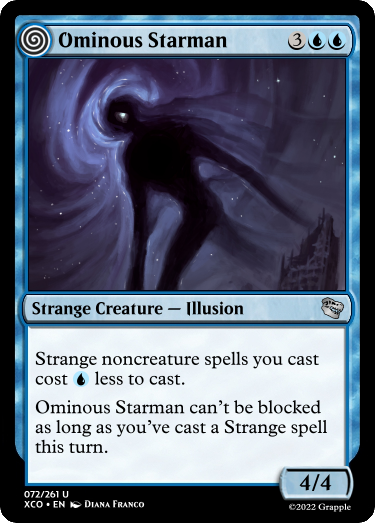 Ominous Starman 3
Strange Creature — Illusion
Strange noncreature spells you cast
cost less to cast.
Ominous Starman can't be blocked
as long as you've cast a Strange spell
this turn.
4/4
072/261 U
XCO • EN Diana Franco
©2022 Grapple